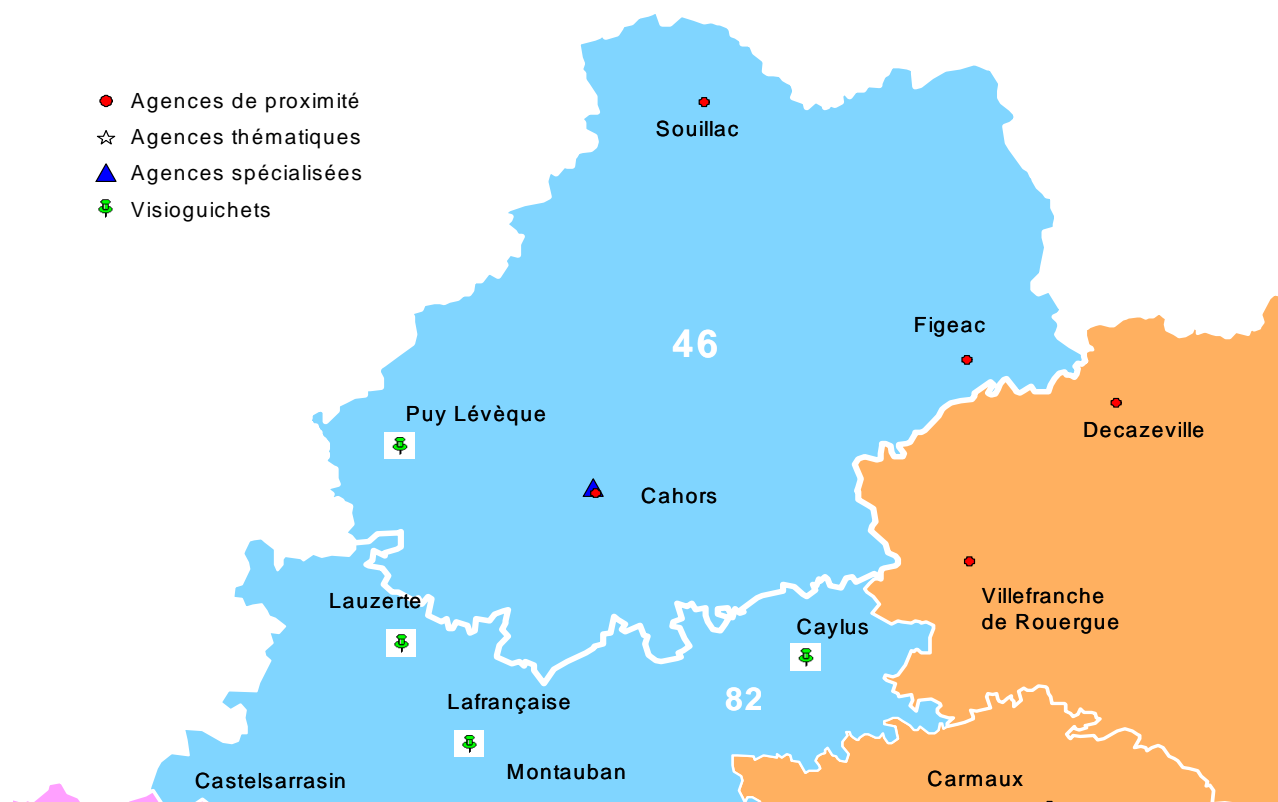 Agences de proximité
Agences thématiques
Agences spécialisées
Visioguichets
Souillac
Figeac
46
Puy Lévèque
Decazeville
Cahors
Villefranche
de Rouergue
Lauzerte
Caylus
82
Lafrançaise
Montauban
Castelsarrasin
Carmaux